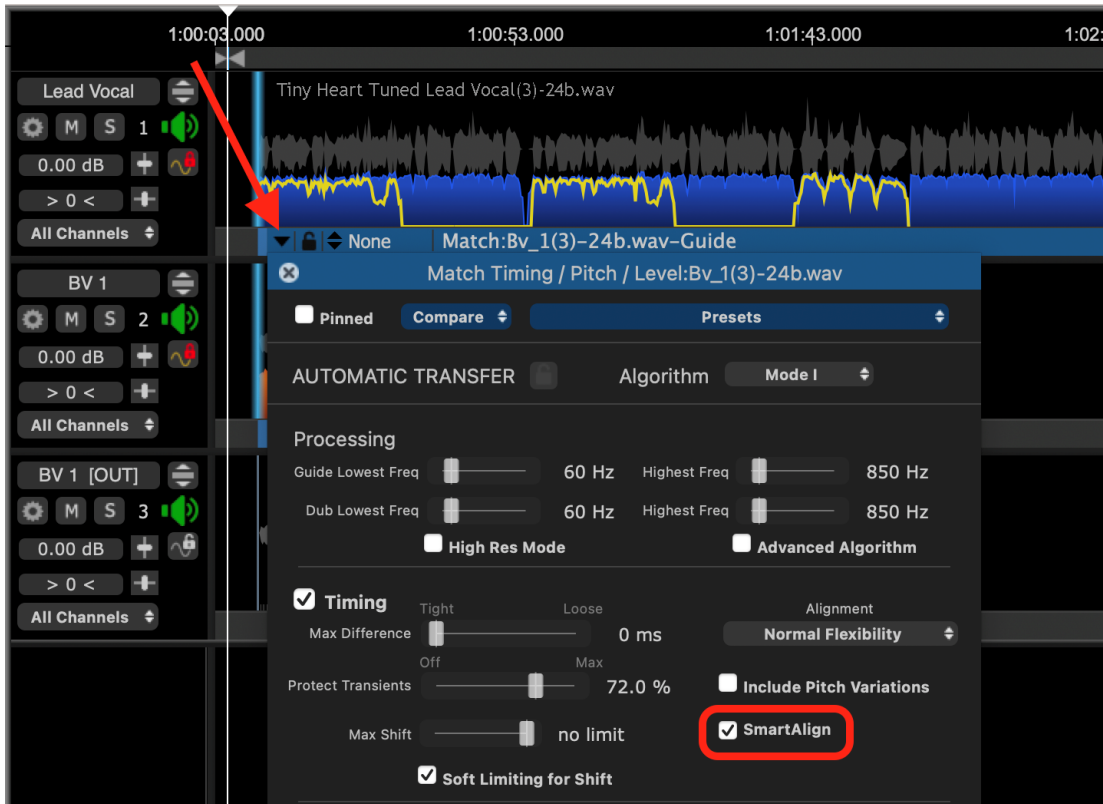 1:00:03.000 1:00:53.000 1:01:43.000 1:02:
Lead Vocal
Tiny Heart Tuned Lead Vocal(3)-24b.wav
M S 1
0.00 dB
> 0 <
All Channels
None Match:Bv_1(3)-24b.wav-Guide
BV 1
Match Timing / Pitch / Level:Bv_1(3)-24b.wav
M S 2
Pinned Compare Presets
0.00 dB
AUTOMATIC TRANSFER Algorithm Mode I
> 0 <
All Channels
Processing
Guide Lowest Freq 60 Hz Highest Freq 850 Hz
BV 1 [OUT]
Dub Lowest Freq 60 Hz Highest Freq 850 Hz
M S 3
High Res Mode Advanced Algorithm
0.00 dB
> 0 <
Timing Tight Loose Alignment
All Channels
Max Difference 0 ms Normal Flexibility
Off Max
Protect Transients 72.0 % Include Pitch Variations
Max Shift no limit SmartAlign
Soft Limiting for Shift